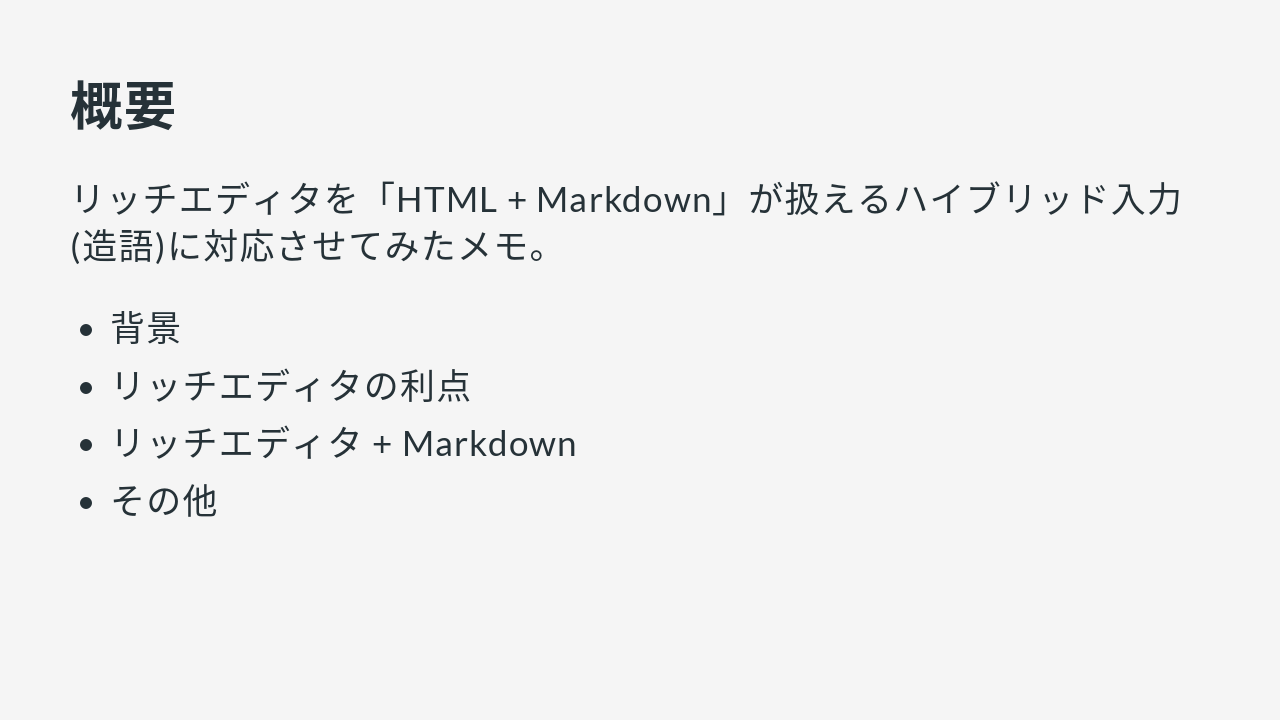 概要
リッチエディタを「HTML + Markdown」が扱えるハイブリッド入力
(造語)に対応させてみたメモ。
• 背景
• リッチエディタの利点
• リッチエディタ + Markdown
• その他